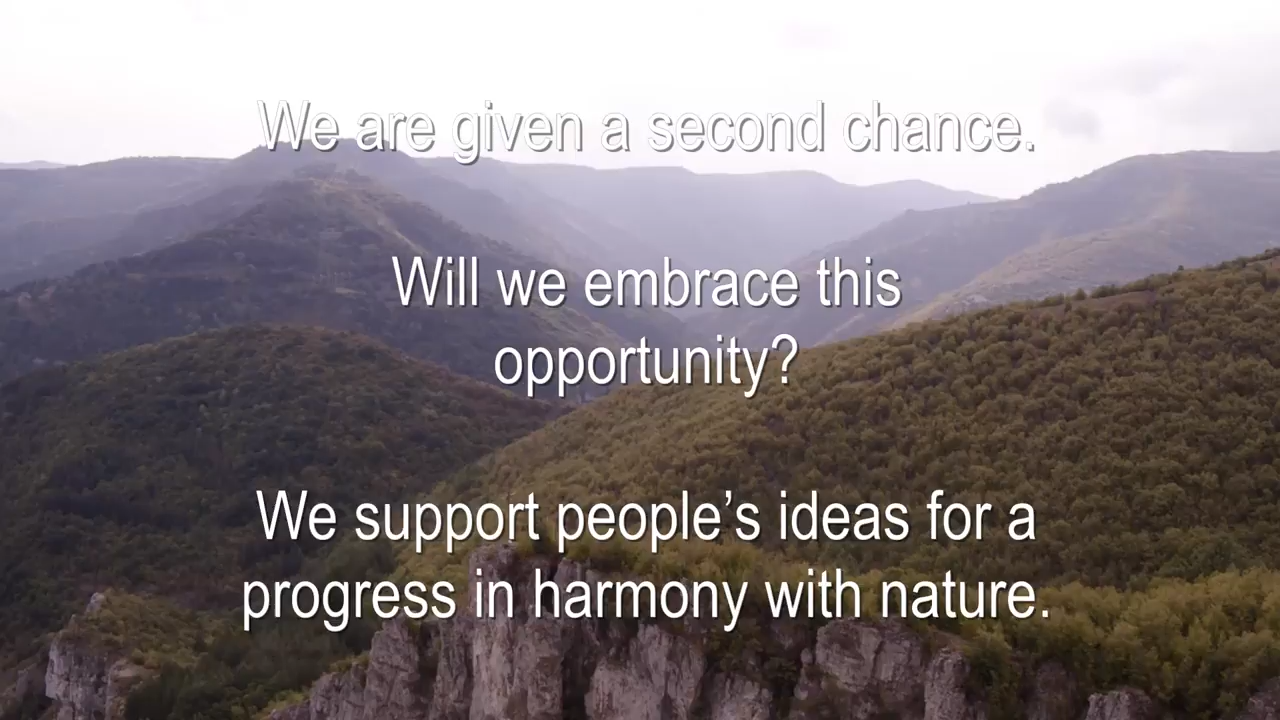 We are given a second chance.
Will we embrace this
opportunity?
We support people’s ideas for a
progress in harmony with nature.